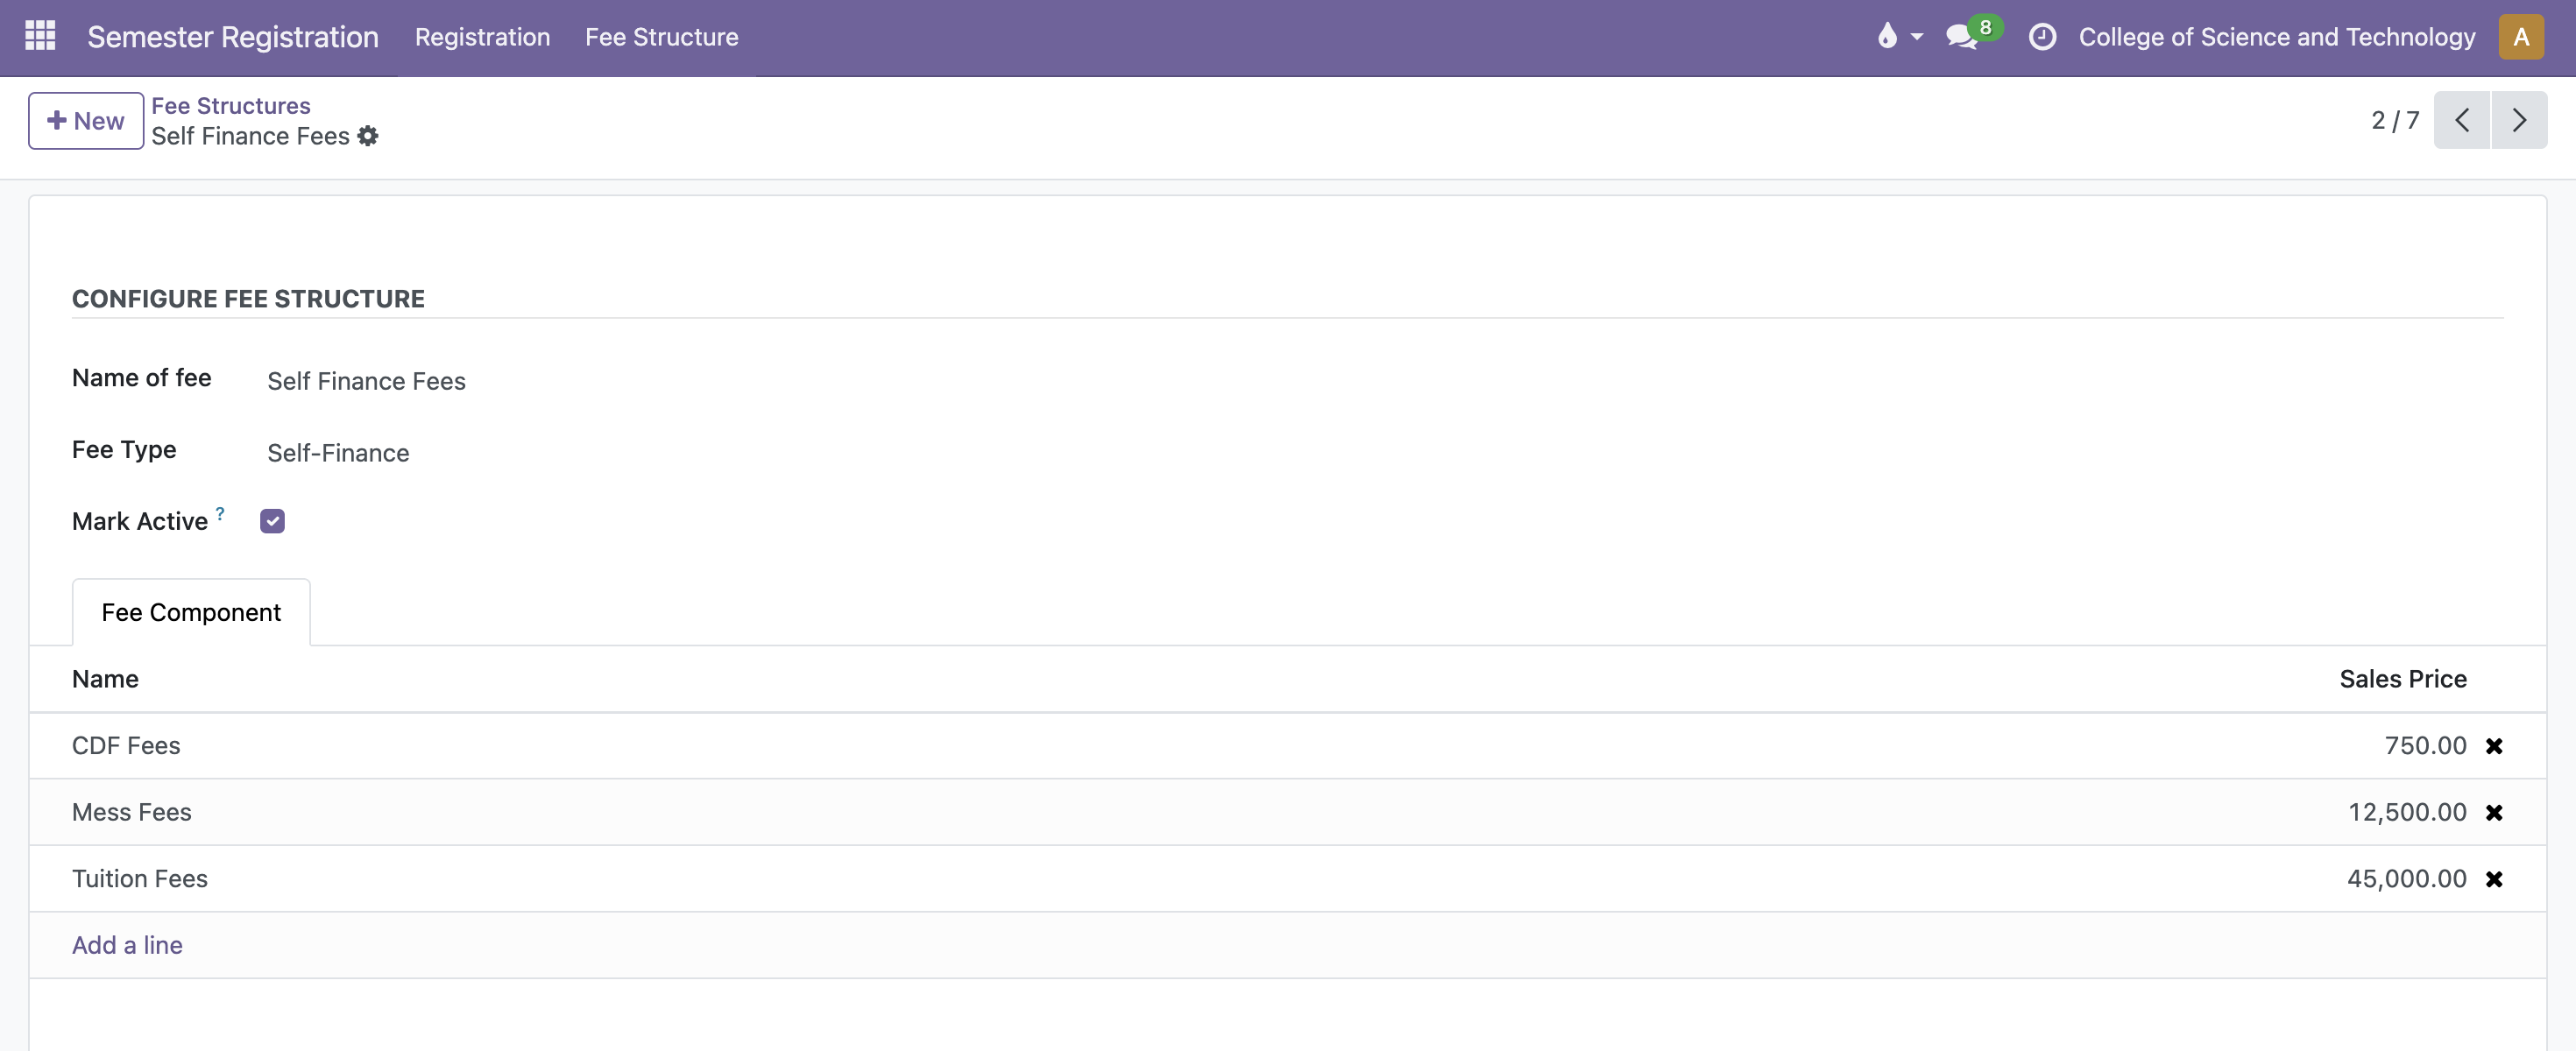 Semester Registration Registration Fee Structure 8 College of Science and Technology A
New Fee Structures
Self Finance Fees
2 / 7
CONFIGURE FEE STRUCTURE
Name of fee Self Finance Fees
Fee Type Self-Finance
Mark Active ?
Fee Component
Name Sales Price
CDF Fees 750.00
Mess Fees 12,500.00
Tuition Fees 45,000.00
Add a line